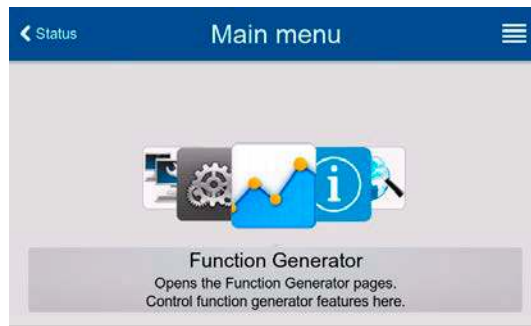 Status
Main menu
Function Generator
Opens the Function Generator pages.
Control function generator features here.